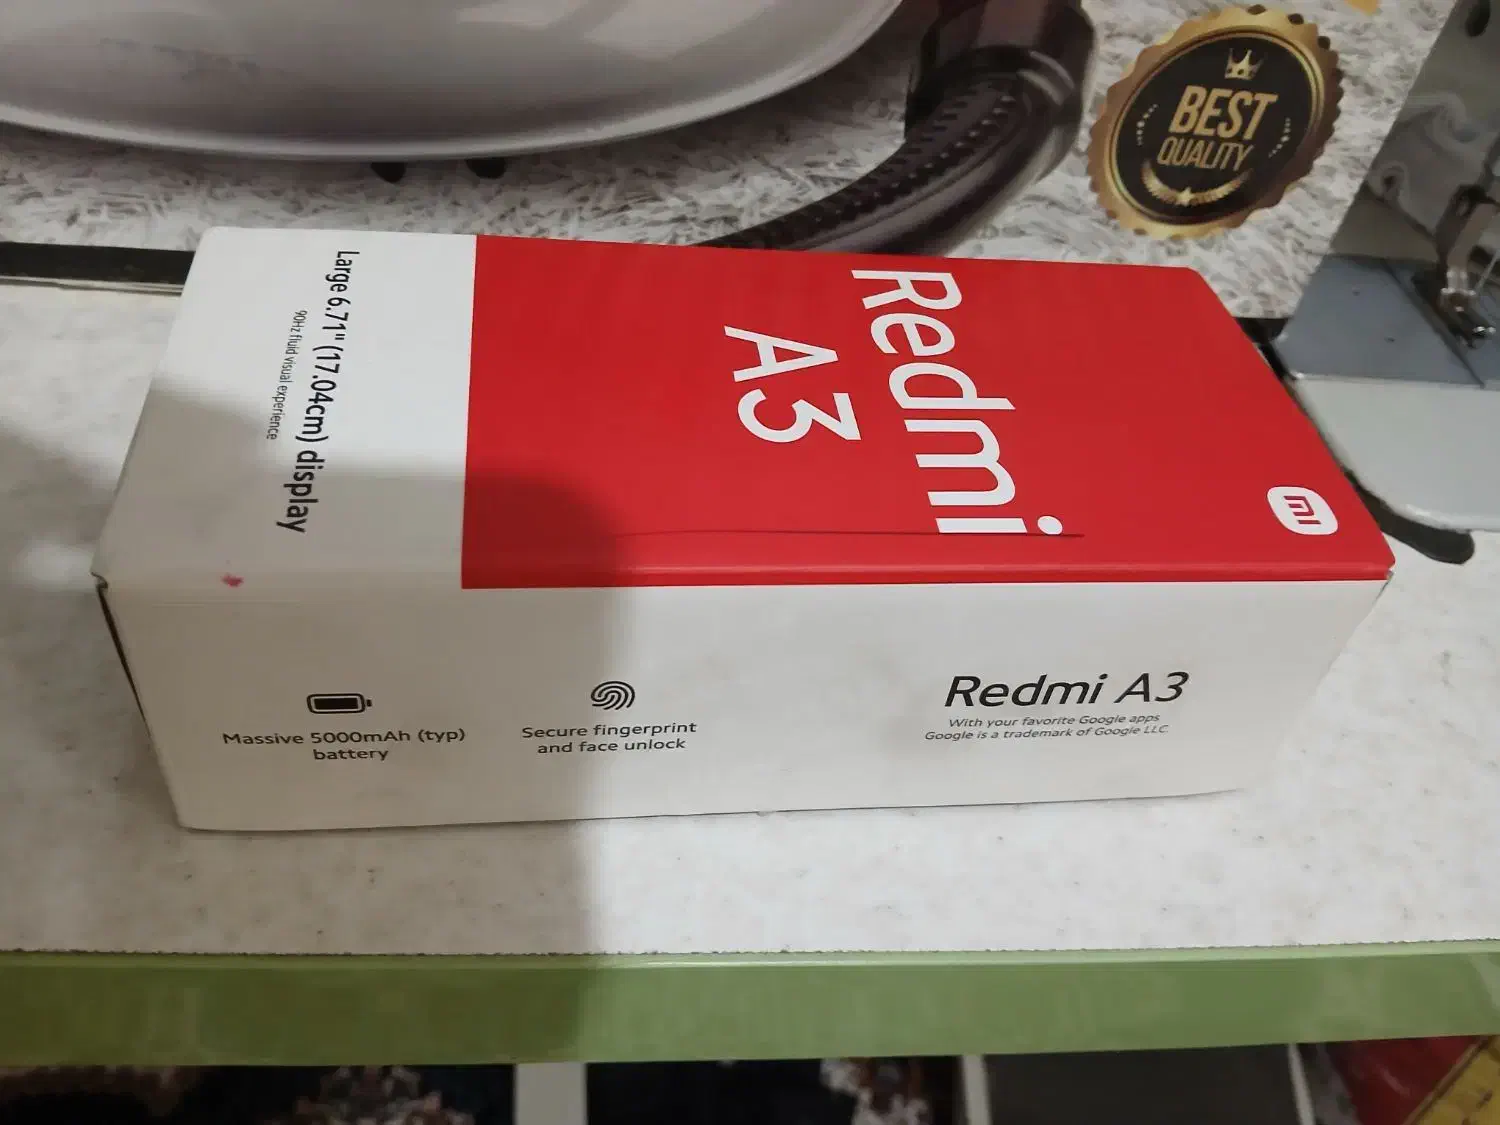 BEST
QUALITY
Large 6.71" (17.04cm) display
90Hz fluid visual experience
Redmi
A3
mi
Massive 5000mAh (typ)
battery
Secure fingerprint
and face unlock
Redmi A3
With your favorite Google apps
Google is a trademark of Google LLC.